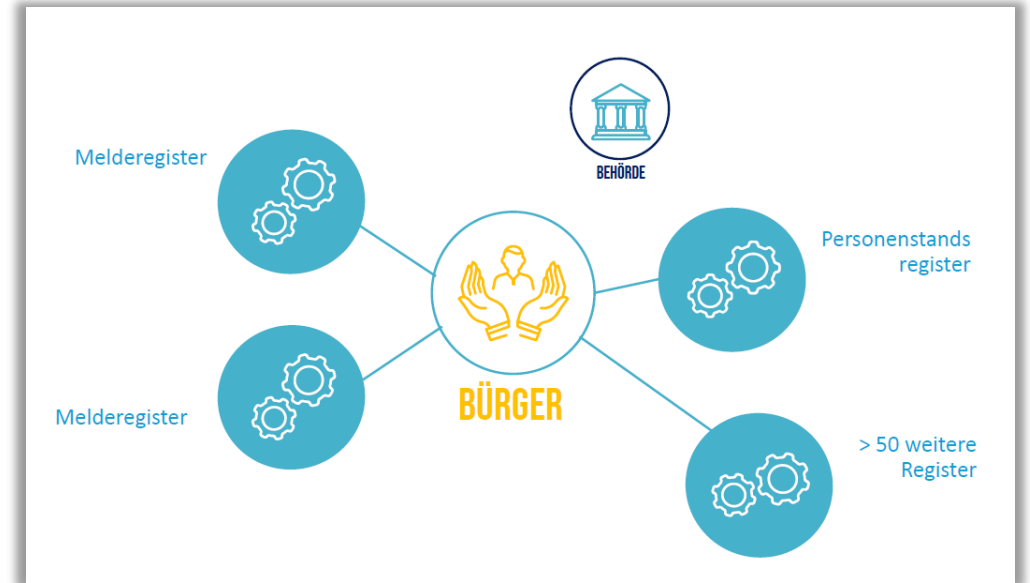 BEHÖRDE
Melderegister
Personenstands
register
BÜRGER
Melderegister
> 50 weitere
Register